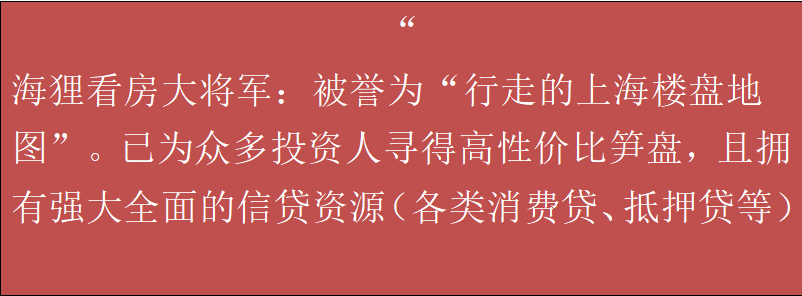 “
海狸看房大将军：被誉为“行走的上海楼盘地
图”。已为众多投资人寻得高性价比笋盘，且拥
有强大全面的信贷资源（各类消费贷、抵押贷等）